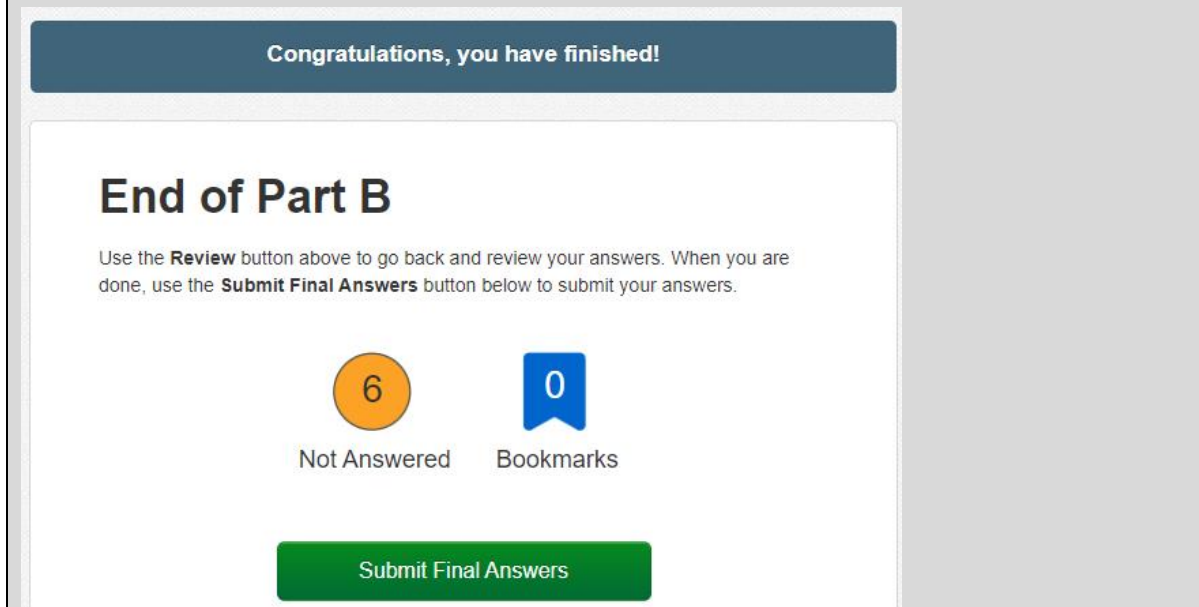 Congratulations, you have finished!
End of Part B
Use the Review button above to go back and review your answers. When you are
done, use the Submit Final Answers button below to submit your answers.
6 0
Not Answered Bookmarks
Submit Final Answers